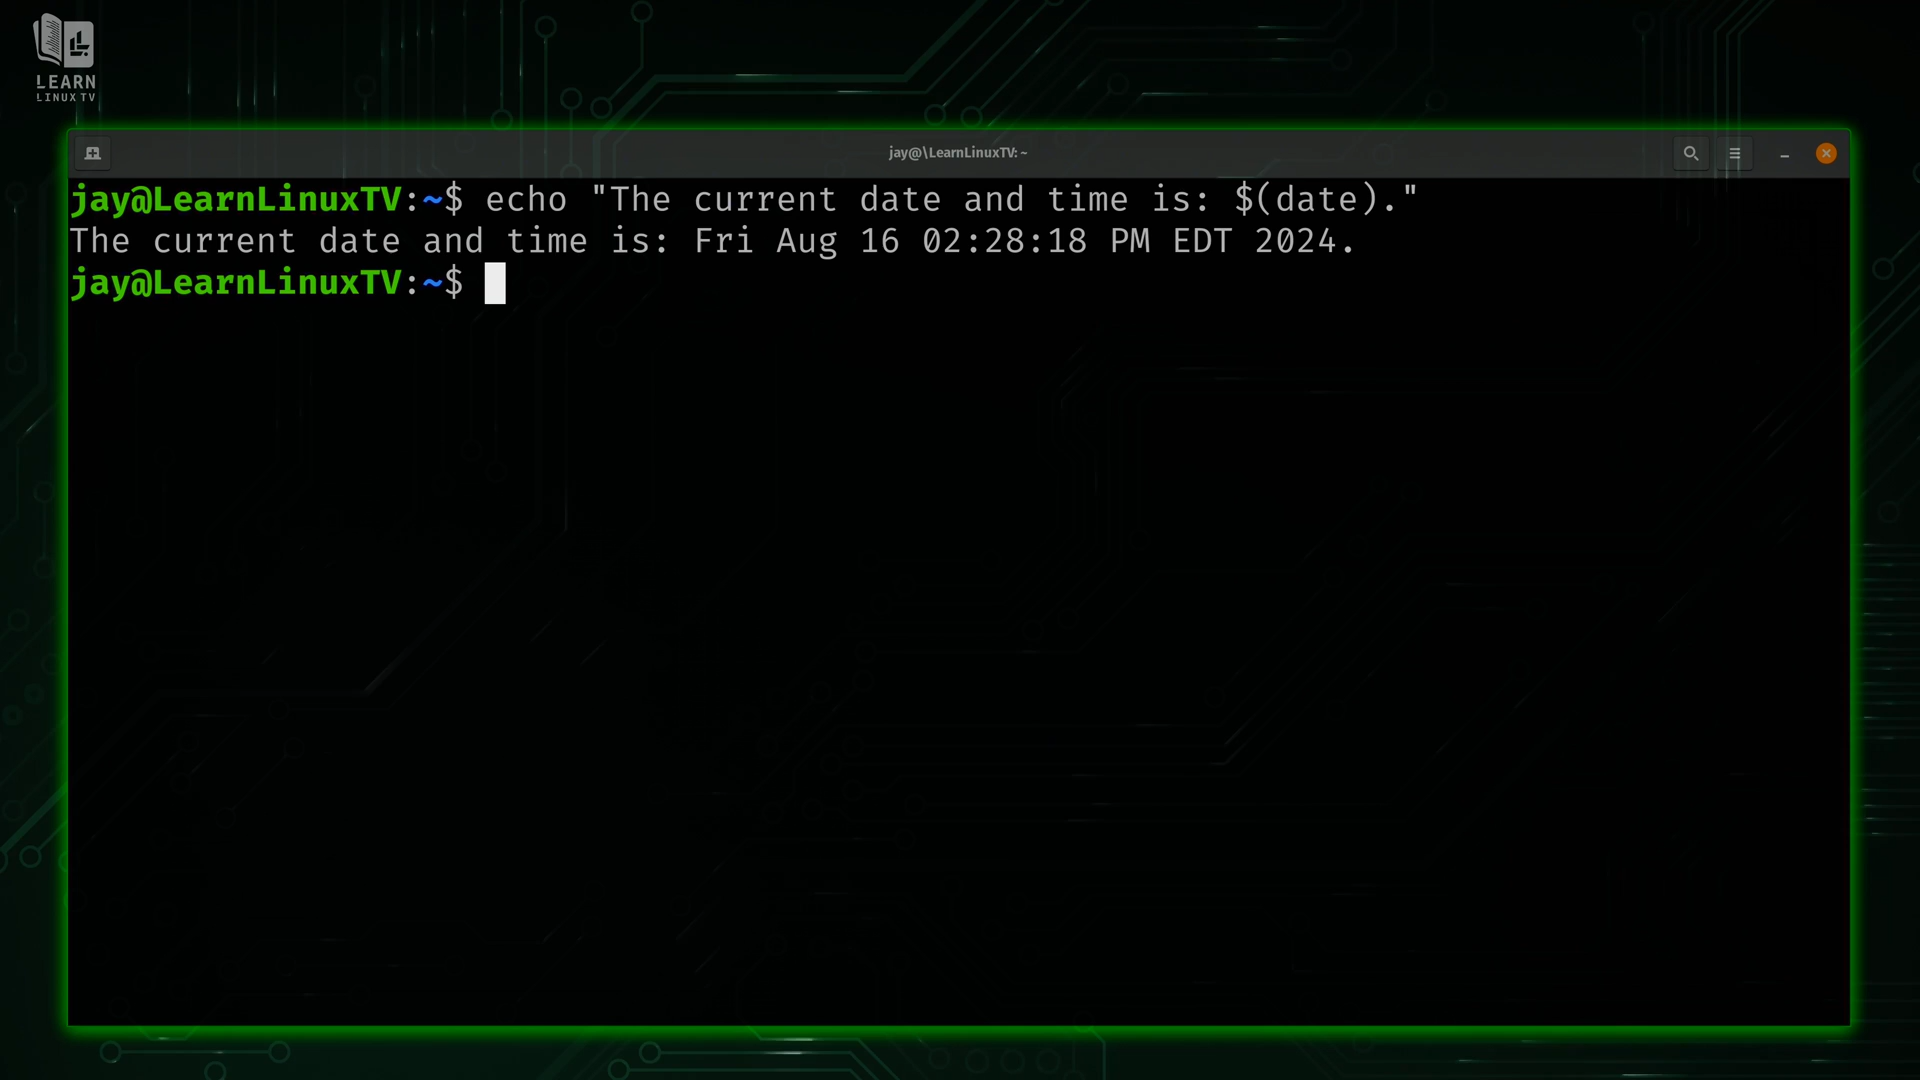 LEARN
LINUX TV
jay@\LearnLinuxTV: ~
jay@LearnLinuxTV:~$ echo "The current date and time is: $(date)."
The current date and time is: Fri Aug 16 02:28:18 PM EDT 2024.
jay@LearnLinuxTV:~$